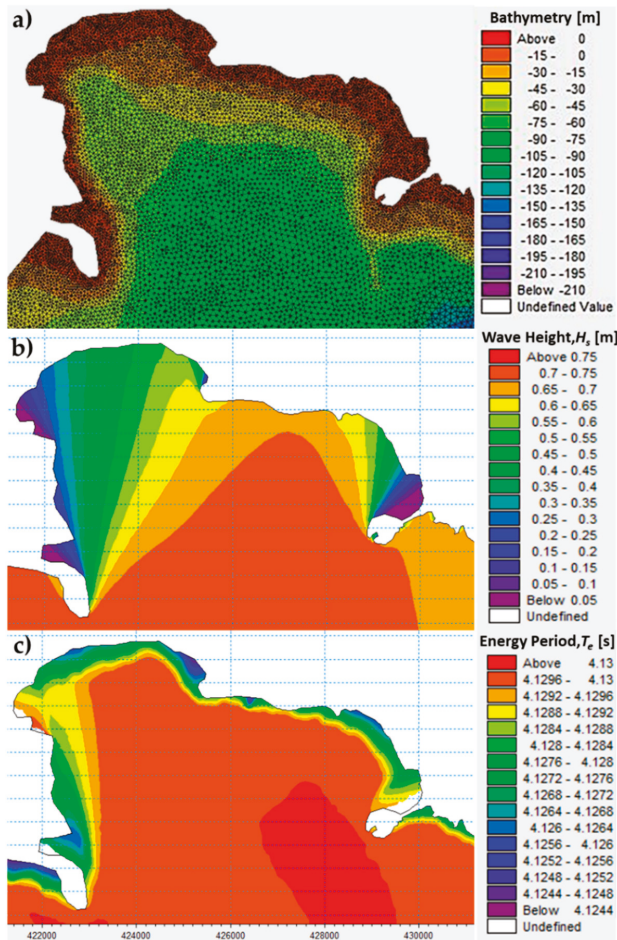 a)
Bathymetry [m]
Above 0
-15 - 0
-30 - -15
-45 - -30
-60 - -45
-75 - -60
-90 - -75
-105 - -90
-120 - -105
-135 - -120
-150 - -135
-165 - -150
-180 - -165
-195 - -180
-210 - -195
Below -210
Undefined Value
b)
Wave Height,Hs [m]
Above 0.75
0.7 - 0.75
0.65 - 0.7
0.6 - 0.65
0.55 - 0.6
0.5 - 0.55
0.45 - 0.5
0.4 - 0.45
0.35 - 0.4
0.3 - 0.35
0.25 - 0.3
0.2 - 0.25
0.15 - 0.2
0.1 - 0.15
0.05 - 0.1
Below 0.05
Undefined
c)
Energy Period,Te [s]
Above 4.13
4.1296 - 4.13
4.1292 - 4.1296
4.1288 - 4.1292
4.1284 - 4.1288
4.128 - 4.1284
4.1276 - 4.128
4.1272 - 4.1276
4.1268 - 4.1272
4.1264 - 4.1268
4.126 - 4.1264
4.1256 - 4.126
4.1252 - 4.1256
4.1248 - 4.1252
4.1244 - 4.1248
Below 4.1244
Undefined
422000 424000 426000 428000 430000